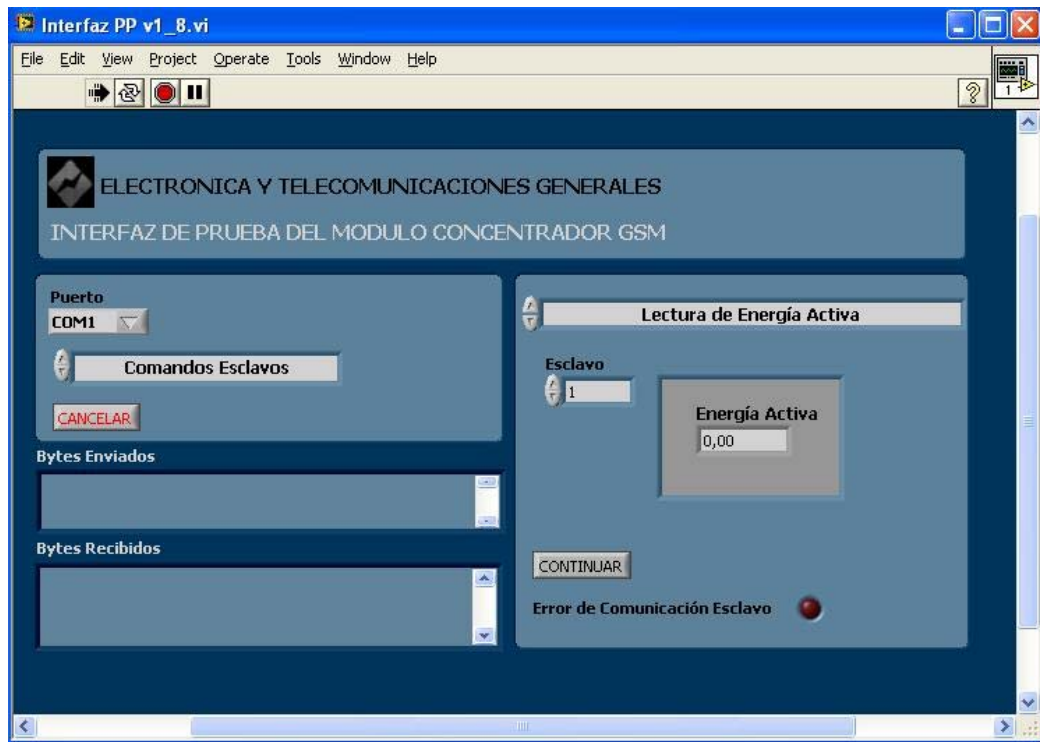 Interfaz PP v1_8.vi
File Edit View Project Operate Tools Window Help
1
ELECTRONICA Y TELECOMUNICACIONES GENERALES
INTERFAZ DE PRUEBA DEL MODULO CONCENTRADOR GSM
Puerto
COM1
Comandos Esclavos
CANCELAR
Bytes Enviados
Bytes Recibidos
Lectura de Energía Activa
Esclavo
1
Energía Activa
0,00
CONTINUAR
Error de Comunicación Esclavo